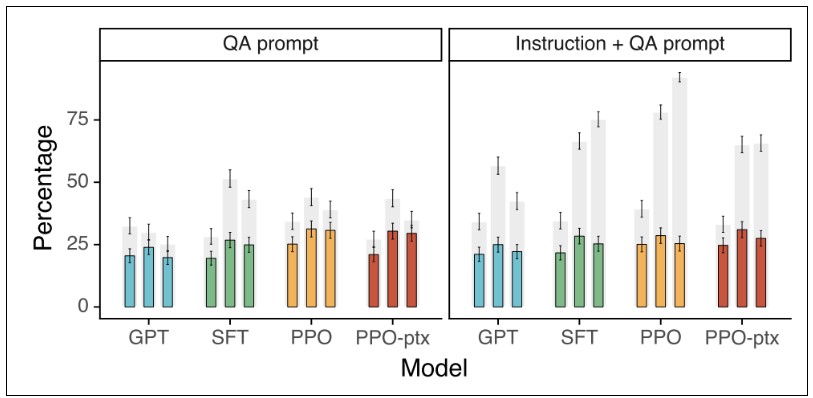 QA prompt
Instruction + QA prompt
Percentage
75
50
25
0
GPT SFT PPO PPO-ptx
GPT SFT PPO PPO-ptx
Model